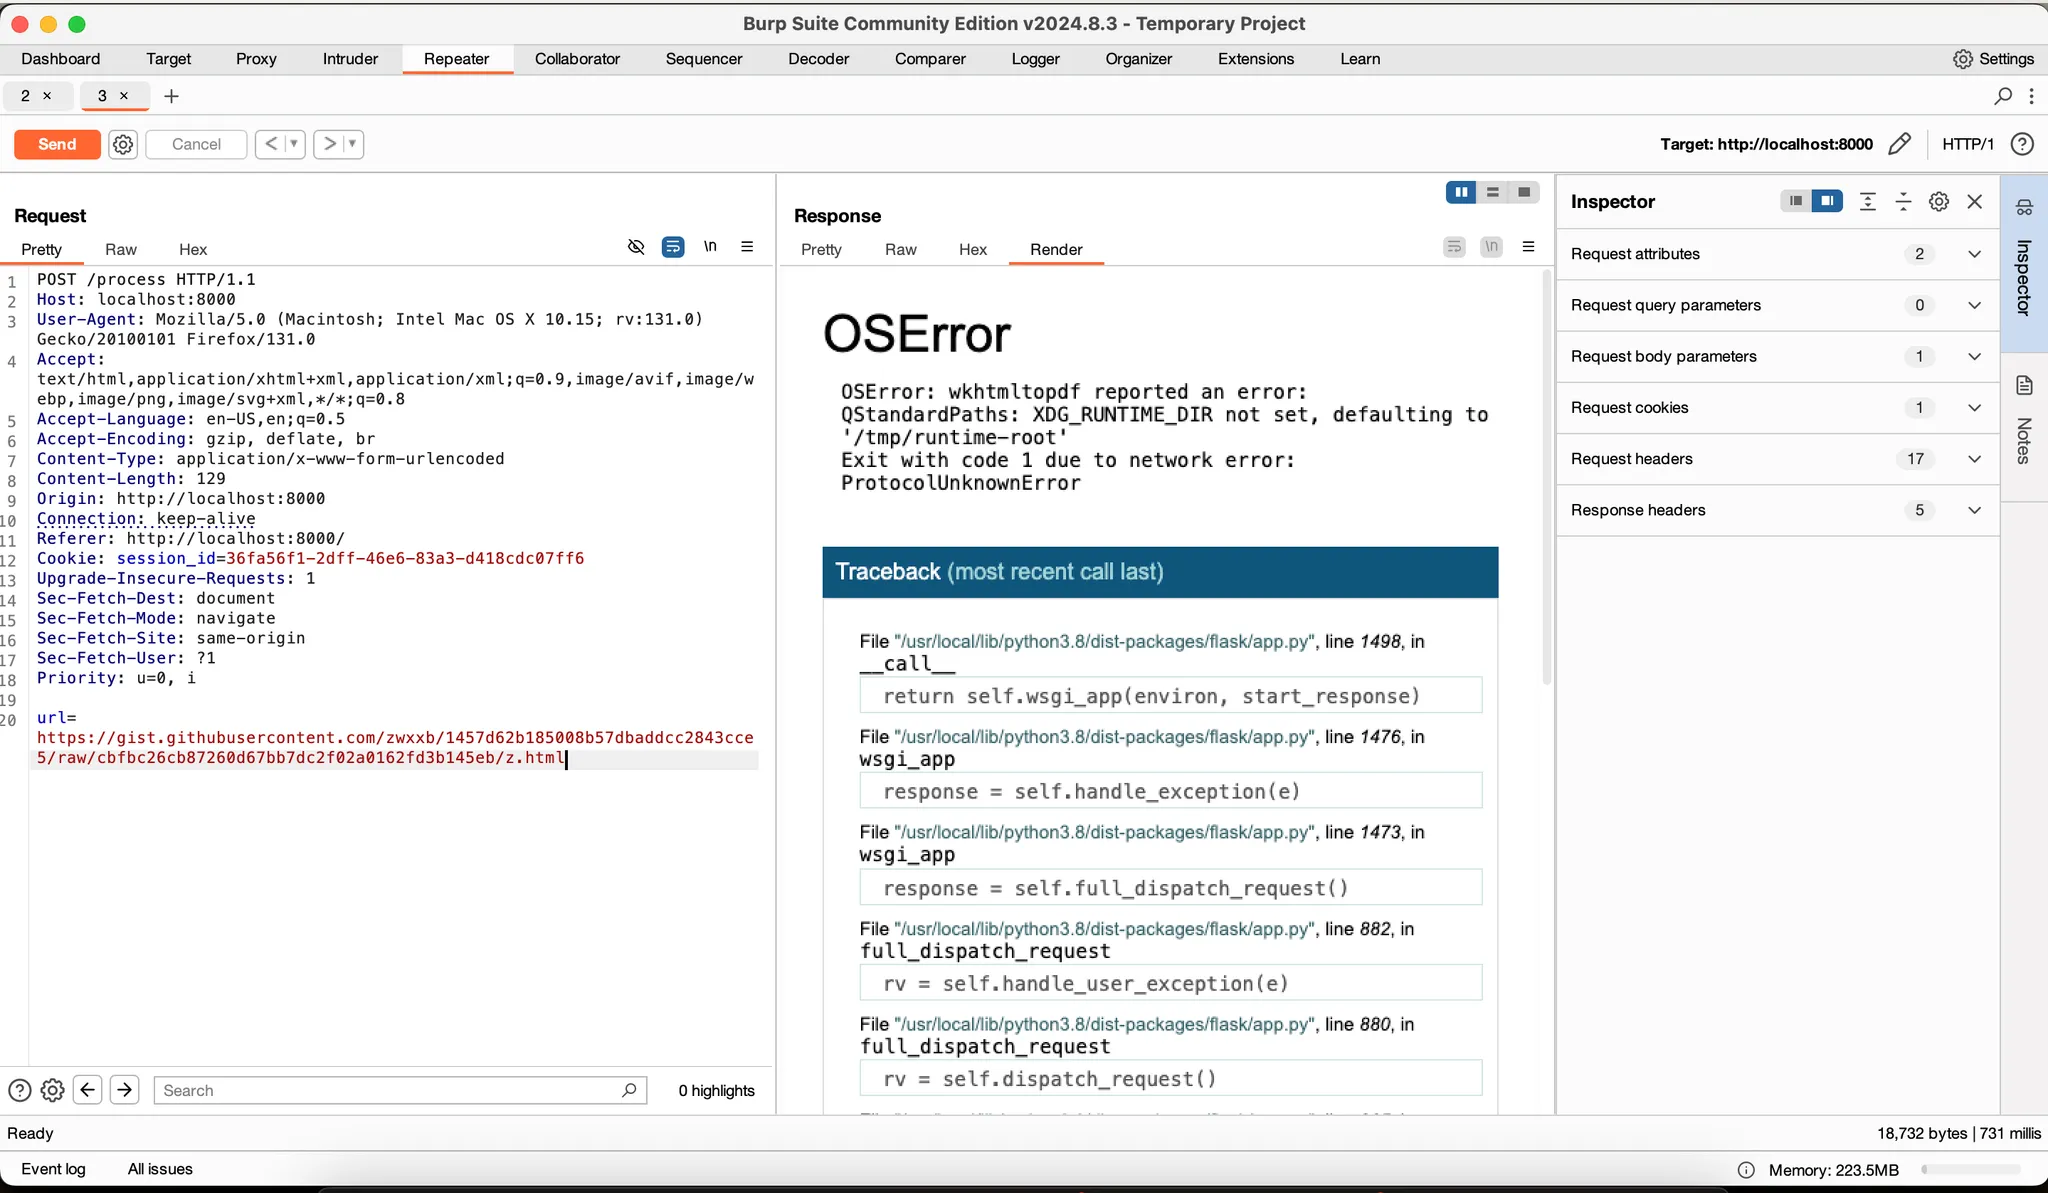 Burp Suite Community Edition v2024.8.3 - Temporary Project
Dashboard Target Proxy Intruder Repeater Collaborator Sequencer Decoder Comparer Logger Organizer Extensions Learn Settings
2 × 3 × +
Send Cancel < > Target: http://localhost:8000 HTTP/1 ?
Request
Pretty Raw Hex \n
1 POST /process HTTP/1.1
2 Host: localhost:8000
3 User-Agent: Mozilla/5.0 (Macintosh; Intel Mac OS X 10.15; rv:131.0)
Gecko/20100101 Firefox/131.0
4 Accept:
text/html,application/xhtml+xml,application/xml;q=0.9,image/avif,image/w
ebp,image/png,image/svg+xml,*/*;q=0.8
5 Accept-Language: en-US,en;q=0.5
6 Accept-Encoding: gzip, deflate, br
7 Content-Type: application/x-www-form-urlencoded
8 Content-Length: 129
9 Origin: http://localhost:8000
10 Connection: keep-alive
11 Referer: http://localhost:8000/
12 Cookie: session_id=36fa56f1-2dff-46e6-83a3-d418cdc07ff6
13 Upgrade-Insecure-Requests: 1
14 Sec-Fetch-Dest: document
15 Sec-Fetch-Mode: navigate
16 Sec-Fetch-Site: same-origin
17 Sec-Fetch-User: ?1
18 Priority: u=0, i
19
20 url=
https://gist.githubusercontent.com/zwxxb/1457d62b185008b57dbaddcc2843cce
5/raw/cbfbc26cb87260d67bb7dc2f02a0162fd3b145eb/z.html
Search 0 highlights
Response
Pretty Raw Hex Render \n
OSError
OSError: wkhtmltopdf reported an error:
QStandardPaths: XDG_RUNTIME_DIR not set, defaulting to
'/tmp/runtime-root'
Exit with code 1 due to network error:
ProtocolUnknownError
Traceback (most recent call last)
File "/usr/local/lib/python3.8/dist-packages/flask/app.py", line 1498, in
__call__
return self.wsgi_app(environ, start_response)
File "/usr/local/lib/python3.8/dist-packages/flask/app.py", line 1476, in
wsgi_app
response = self.handle_exception(e)
File "/usr/local/lib/python3.8/dist-packages/flask/app.py", line 1473, in
wsgi_app
response = self.full_dispatch_request()
File "/usr/local/lib/python3.8/dist-packages/flask/app.py", line 882, in
full_dispatch_request
rv = self.handle_user_exception(e)
File "/usr/local/lib/python3.8/dist-packages/flask/app.py", line 880, in
full_dispatch_request
rv = self.dispatch_request()
Inspector
Request attributes 2
Request query parameters 0
Request body parameters 1
Request cookies 1
Request headers 17
Response headers 5
Inspector
Notes
Ready 18,732 bytes | 731 millis
Event log All issues Memory: 223.5MB